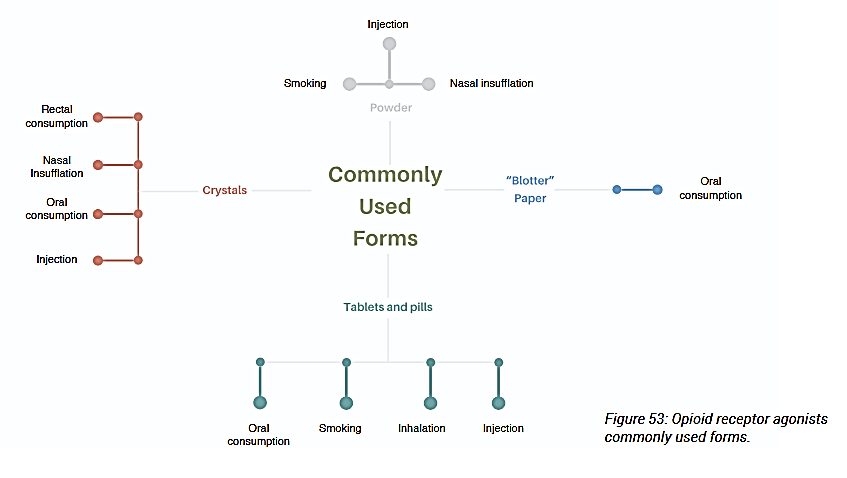 Injection
Smoking
Nasal insufflation
Powder
Rectal
consumption
Nasal
Insufflation
Oral
consumption
Injection
Crystals
Commonly
Used
Forms
“Blotter”
Paper
Oral
consumption
Tablets and pills
Oral
consumption
Smoking
Inhalation
Injection
Figure 53: Opioid receptor agonists
commonly used forms.